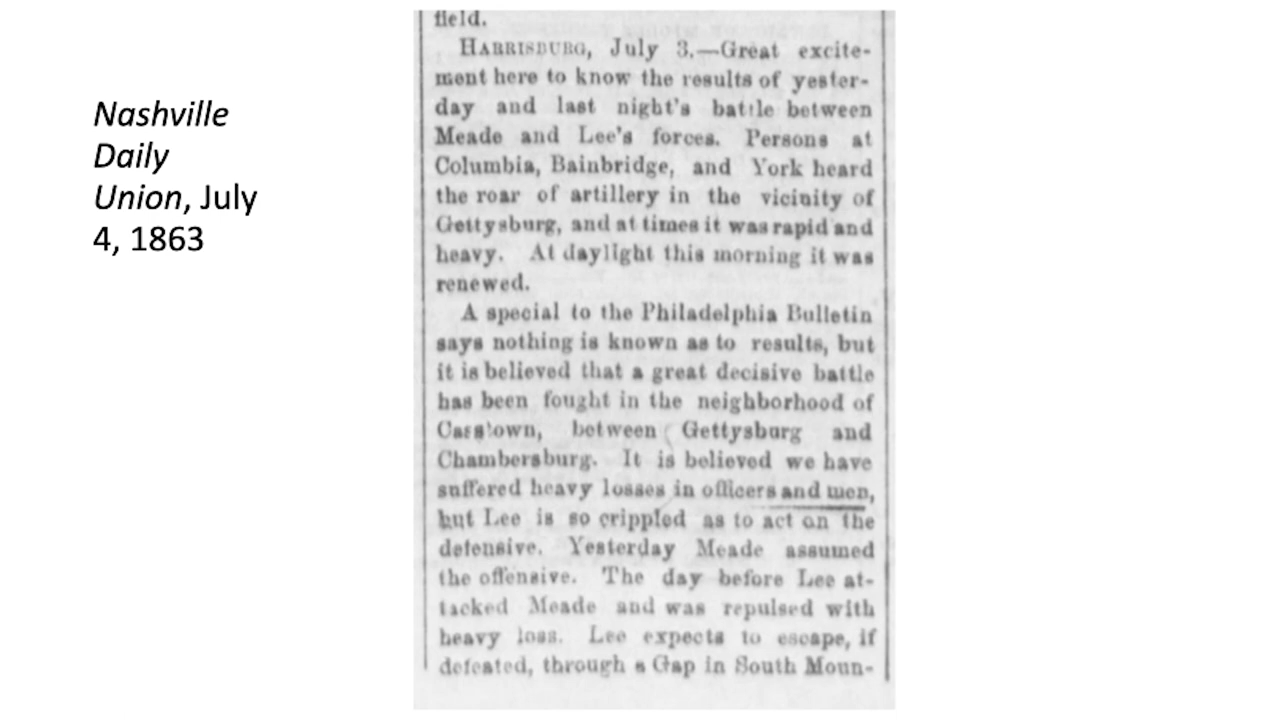 Nashville
Daily
Union, July
4, 1863
field.
HARRISBURG, July 3.—Great excite-
ment here to know the results of yester-
day and last night's battle between
Meade and Lee's forces. Persons at
Columbia, Bainbridge, and York heard
the roar of artillery in the vicinity of
Gettysburg, and at times it was rapid and
heavy. At daylight this morning it was
renewed.
A special to the Philadelphia Bulletin
says nothing is known as to results, but
it is believed that a great decisive battle
has been fought in the neighborhood of
Casstown, between Gettysburg and
Chambersburg. It is believed we have
suffered heavy losses in officers and men,
but Lee is so crippled as to act on the
defensive. Yesterday Meade assumed
the offensive. The day before Lee at-
tacked Meade and was repulsed with
heavy loss. Lee expects to escape, if
defeated, through a Gap in South Moun-